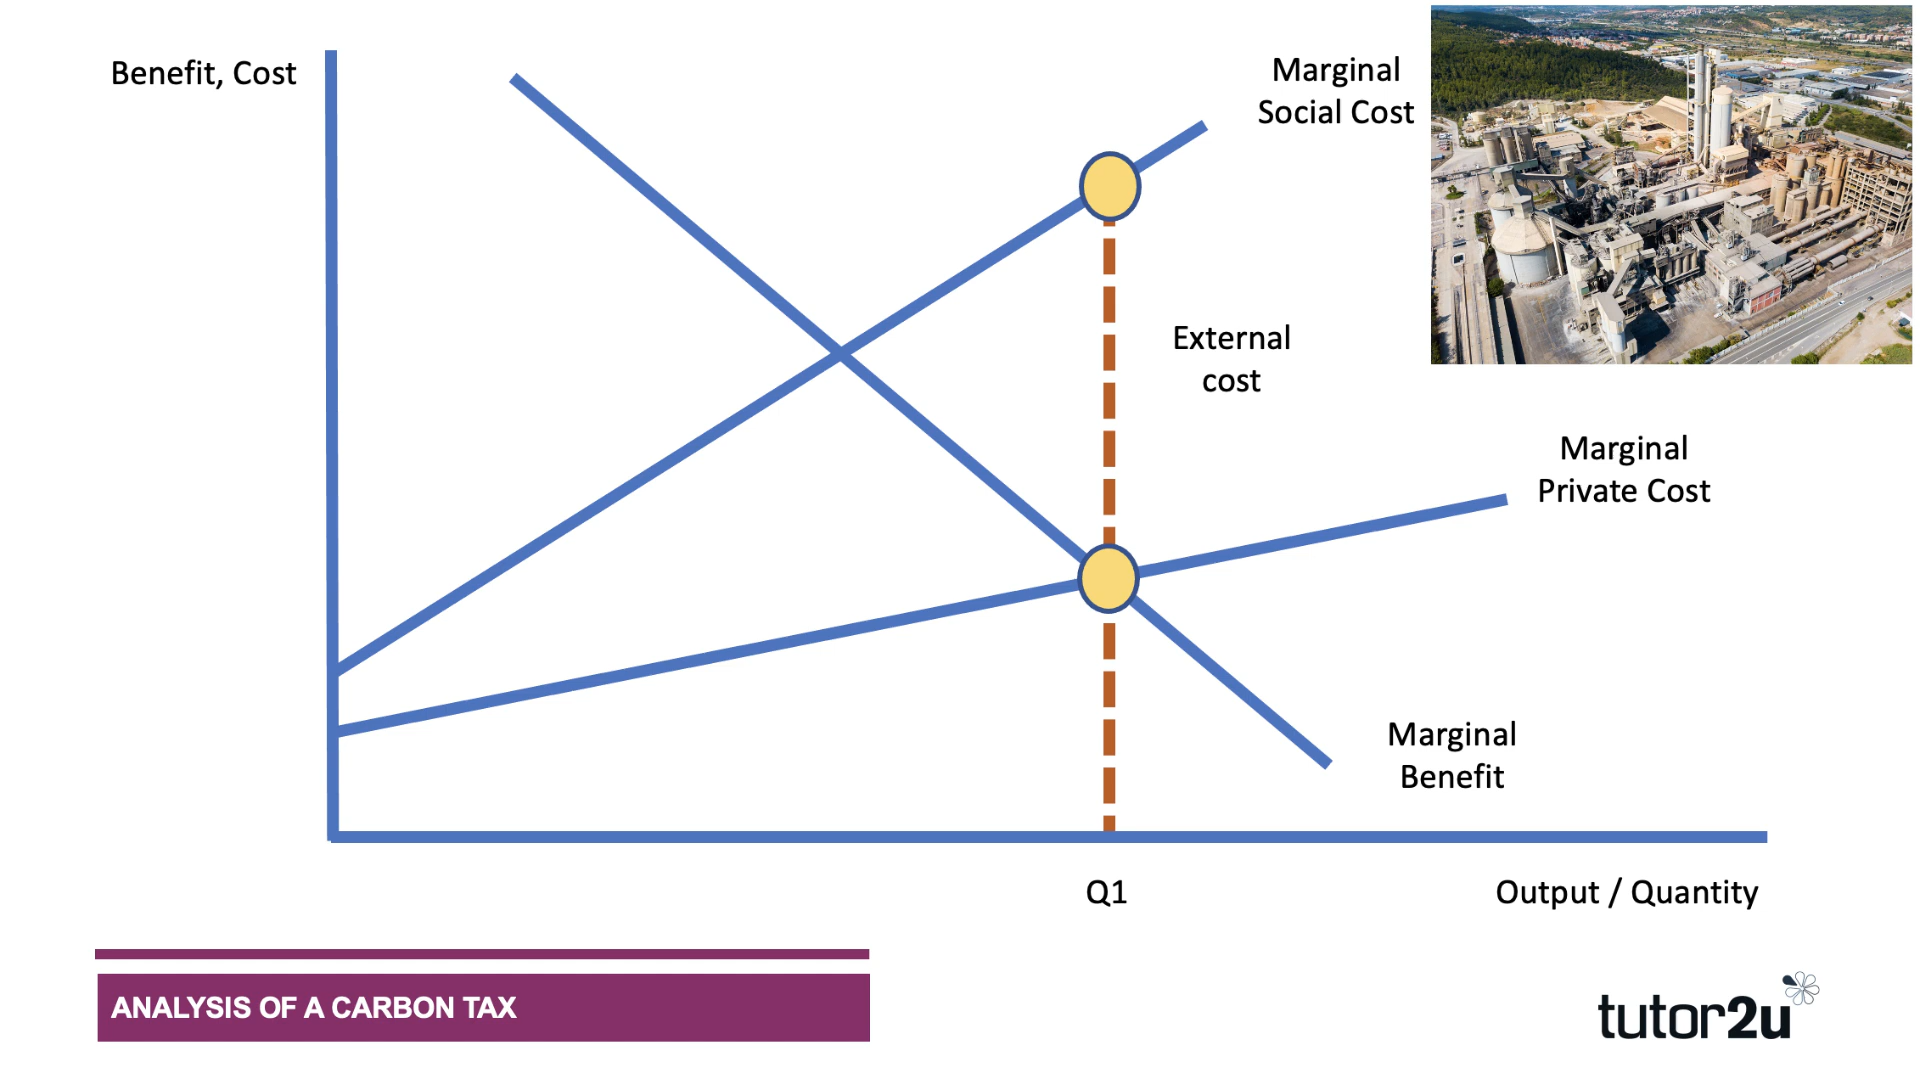 Benefit, Cost
Marginal
Social Cost
External
cost
Marginal
Private Cost
Marginal
Benefit
Q1
Output / Quantity
ANALYSIS OF A CARBON TAX
tutor2u